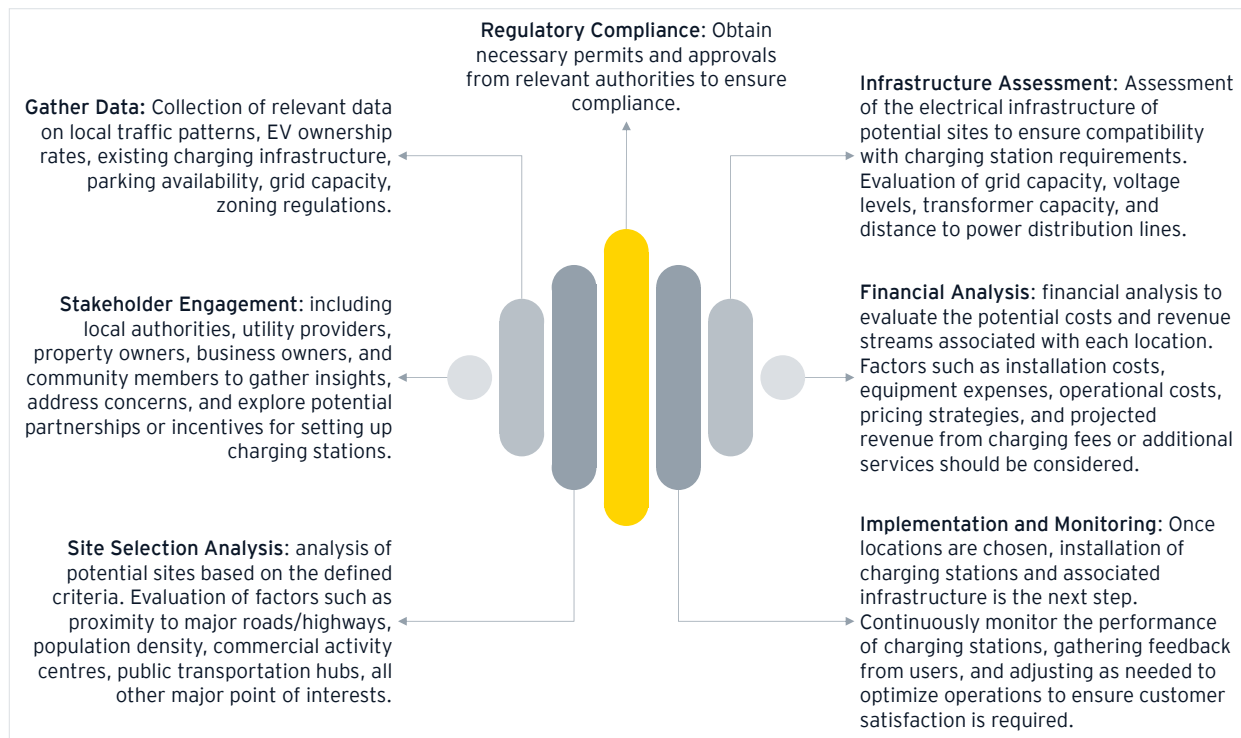 Regulatory Compliance: Obtain
necessary permits and approvals
from relevant authorities to ensure
compliance.
Gather Data: Collection of relevant data
on local traffic patterns, EV ownership
rates, existing charging infrastructure,
parking availability, grid capacity,
zoning regulations.
Stakeholder Engagement: including
local authorities, utility providers,
property owners, business owners, and
community members to gather insights,
address concerns, and explore potential
partnerships or incentives for setting up
charging stations.
Site Selection Analysis: analysis of
potential sites based on the defined
criteria. Evaluation of factors such as
proximity to major roads/highways,
population density, commercial activity
centres, public transportation hubs, all
other major point of interests.
Infrastructure Assessment: Assessment
of the electrical infrastructure of
potential sites to ensure compatibility
with charging station requirements.
Evaluation of grid capacity, voltage
levels, transformer capacity, and
distance to power distribution lines.
Financial Analysis: financial analysis to
evaluate the potential costs and revenue
streams associated with each location.
Factors such as installation costs,
equipment expenses, operational costs,
pricing strategies, and projected
revenue from charging fees or additional
services should be considered.
Implementation and Monitoring: Once
locations are chosen, installation of
charging stations and associated
infrastructure is the next step.
Continuously monitor the performance
of charging stations, gathering feedback
from users, and adjusting as needed to
optimize operations to ensure customer
satisfaction is required.